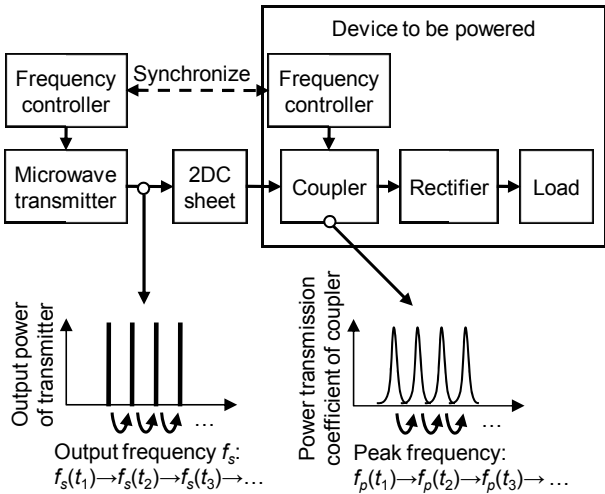 Device to be powered
Frequency
controller
Synchronize
Frequency
controller
Microwave
transmitter
2DC
sheet
Coupler
Rectifier
Load
Output power
of transmitter
...
Output frequency fs:
fs(t1)→fs(t2)→fs(t3)→...
Power transmission
coefficient of coupler
...
Peak frequency:
fp(t1)→fp(t2)→fp(t3)→ ...